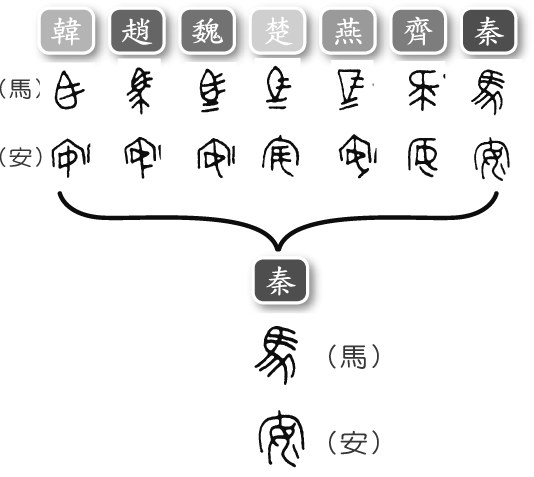 韓 趙 魏 楚 燕 齊 秦
（馬）
（安）
秦
（馬）
（安）